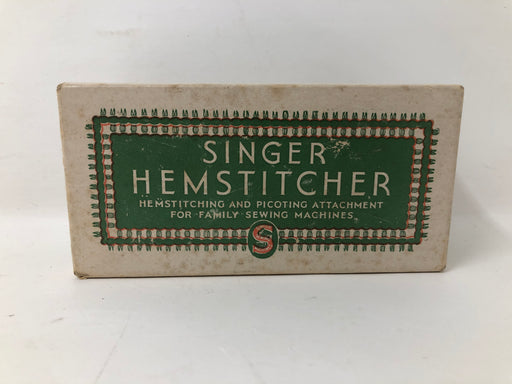 SINGER
HEMSTITCHER
HEMSTITCHING AND PICOTING ATTACHMENT
FOR FAMILY SEWING MACHINES
S